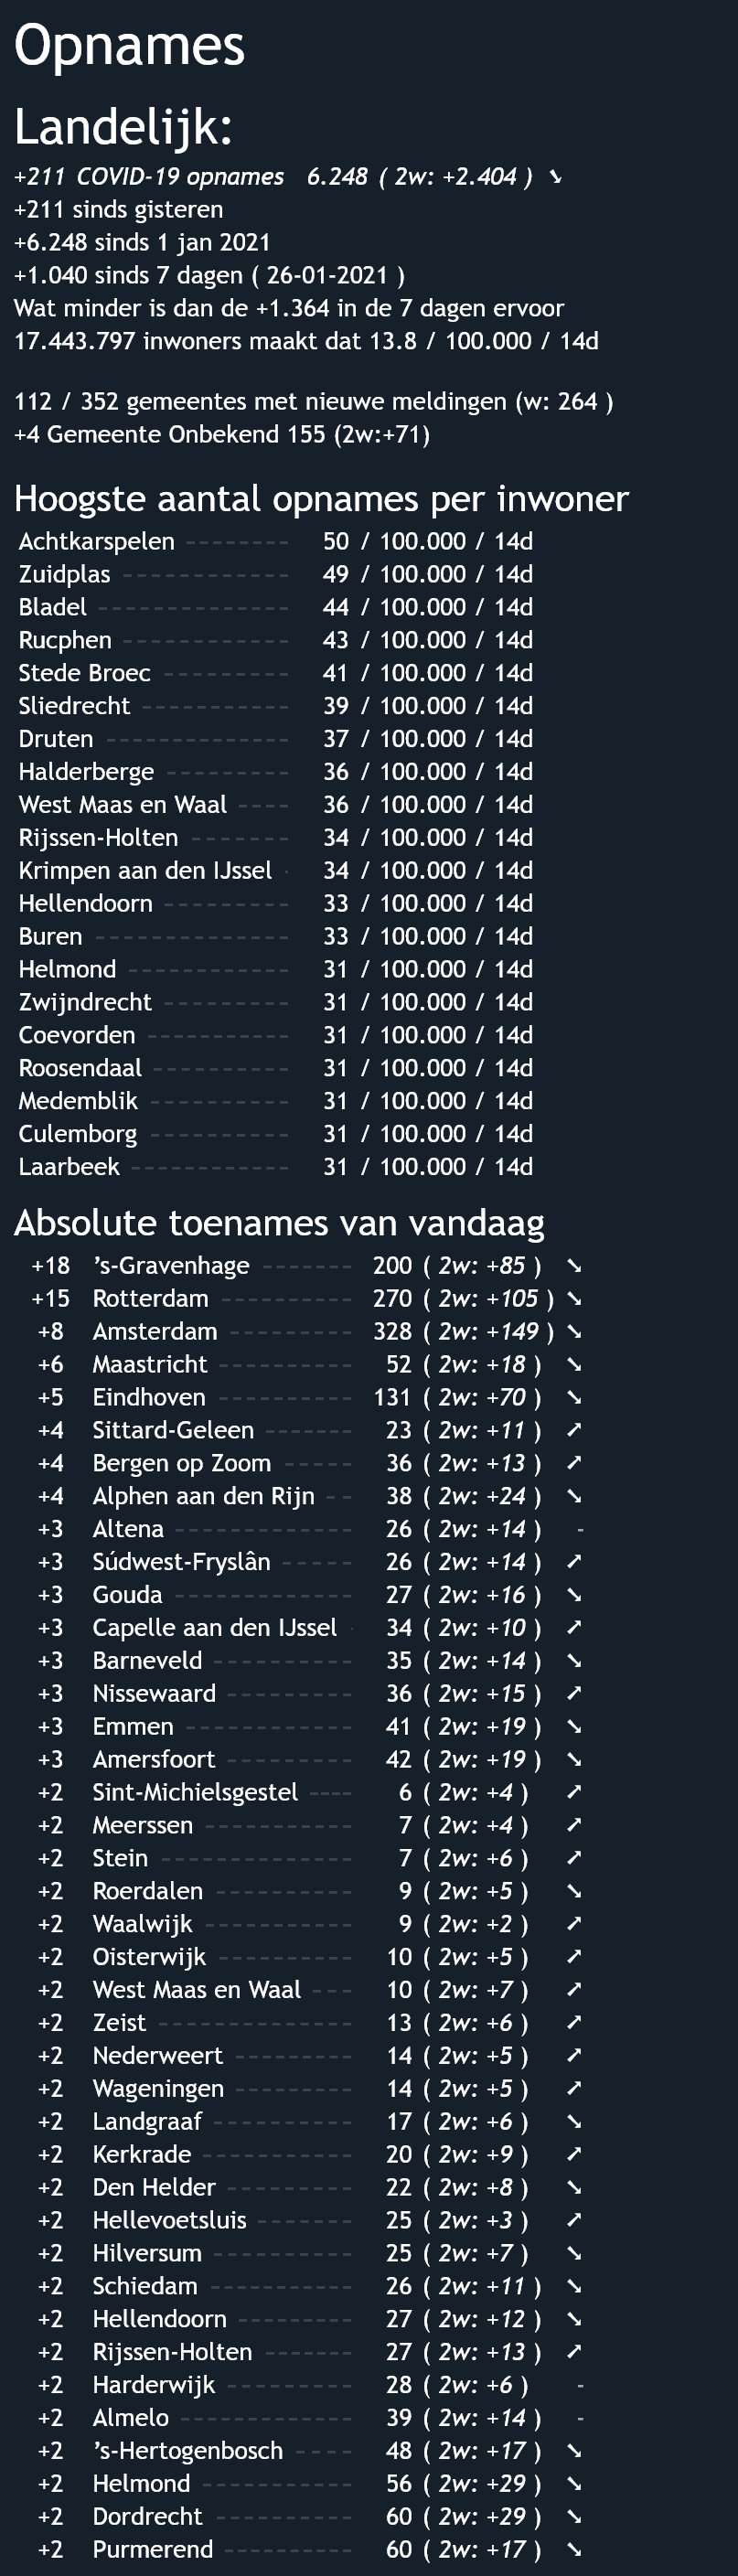 Opnames
Landelijk:
+211 COVID-19 opnames 6.248 ( 2w: +2.404 ) ➘
+211 sinds gisteren
+6.248 sinds 1 jan 2021
+1.040 sinds 7 dagen ( 26-01-2021 )
Wat minder is dan de +1.364 in de 7 dagen ervoor
17.443.797 inwoners maakt dat 13.8 / 100.000 / 14d
112 / 352 gemeentes met nieuwe meldingen (w: 264 )
+4 Gemeente Onbekend 155 (2w:+71)
Hoogste aantal opnames per inwoner
Achtkarspelen -------- 50 / 100.000 / 14d
Zuidplas ------------- 49 / 100.000 / 14d
Bladel --------------- 44 / 100.000 / 14d
Rucphen ------------- 43 / 100.000 / 14d
Stede Broec ---------- 41 / 100.000 / 14d
Sliedrecht ----------- 39 / 100.000 / 14d
Druten -------------- 37 / 100.000 / 14d
Halderberge --------- 36 / 100.000 / 14d
West Maas en Waal ---- 36 / 100.000 / 14d
Rijssen-Holten ------- 34 / 100.000 / 14d
Krimpen aan den IJssel - 34 / 100.000 / 14d
Hellendoorn --------- 33 / 100.000 / 14d
Buren --------------- 33 / 100.000 / 14d
Helmond ------------ 31 / 100.000 / 14d
Zwijndrecht --------- 31 / 100.000 / 14d
Coevorden ----------- 31 / 100.000 / 14d
Roosendaal ---------- 31 / 100.000 / 14d
Medemblik ---------- 31 / 100.000 / 14d
Culemborg ---------- 31 / 100.000 / 14d
Laarbeek ------------ 31 / 100.000 / 14d
Absolute toenames van vandaag
+18 's-Gravenhage ------- 200 ( 2w: +85 ) ➘
+15 Rotterdam ---------- 270 ( 2w: +105 ) ➘
+8 Amsterdam ---------- 328 ( 2w: +149 ) ➘
+6 Maastricht ---------- 52 ( 2w: +18 ) ➘
+5 Eindhoven ---------- 131 ( 2w: +70 ) ➘
+4 Sittard-Geleen ------- 23 ( 2w: +11 ) ➚
+4 Bergen op Zoom ----- 36 ( 2w: +13 ) ➚
+4 Alphen aan den Rijn -- 38 ( 2w: +24 ) ➘
+3 Altena ------------- 26 ( 2w: +14 ) -
+3 Súdwest-Fryslân ----- 26 ( 2w: +14 ) ➚
+3 Gouda ------------- 27 ( 2w: +16 ) ➘
+3 Capelle aan den IJssel - 34 ( 2w: +10 ) ➚
+3 Barneveld ---------- 35 ( 2w: +14 ) ➘
+3 Nissewaard --------- 36 ( 2w: +15 ) ➚
+3 Emmen ------------ 41 ( 2w: +19 ) ➘
+3 Amersfoort --------- 42 ( 2w: +19 ) ➘
+2 Sint-Michielsgestel ---- 6 ( 2w: +4 ) ➚
+2 Meerssen ----------- 7 ( 2w: +4 ) ➚
+2 Stein -------------- 7 ( 2w: +6 ) ➚
+2 Roerdalen ---------- 9 ( 2w: +5 ) ➘
+2 Waalwijk ----------- 9 ( 2w: +2 ) ➚
+2 Oisterwijk ---------- 10 ( 2w: +5 ) ➚
+2 West Maas en Waal --- 10 ( 2w: +7 ) ➚
+2 Zeist -------------- 13 ( 2w: +6 ) ➚
+2 Nederweert --------- 14 ( 2w: +5 ) ➚
+2 Wageningen --------- 14 ( 2w: +5 ) ➚
+2 Landgraaf ---------- 17 ( 2w: +6 ) ➘
+2 Kerkrade ----------- 20 ( 2w: +9 ) ➚
+2 Den Helder --------- 22 ( 2w: +8 ) ➘
+2 Hellevoetsluis ------- 25 ( 2w: +3 ) ➚
+2 Hilversum ---------- 25 ( 2w: +7 ) ➘
+2 Schiedam ---------- 26 ( 2w: +11 ) ➘
+2 Hellendoorn -------- 27 ( 2w: +12 ) ➘
+2 Rijssen-Holten ------- 27 ( 2w: +13 ) ➚
+2 Harderwijk --------- 28 ( 2w: +6 ) -
+2 Almelo ------------- 39 ( 2w: +14 ) -
+2 's-Hertogenbosch ---- 48 ( 2w: +17 ) ➘
+2 Helmond ----------- 56 ( 2w: +29 ) ➘
+2 Dordrecht ---------- 60 ( 2w: +29 ) ➘
+2 Purmerend --------- 60 ( 2w: +17 ) ➘